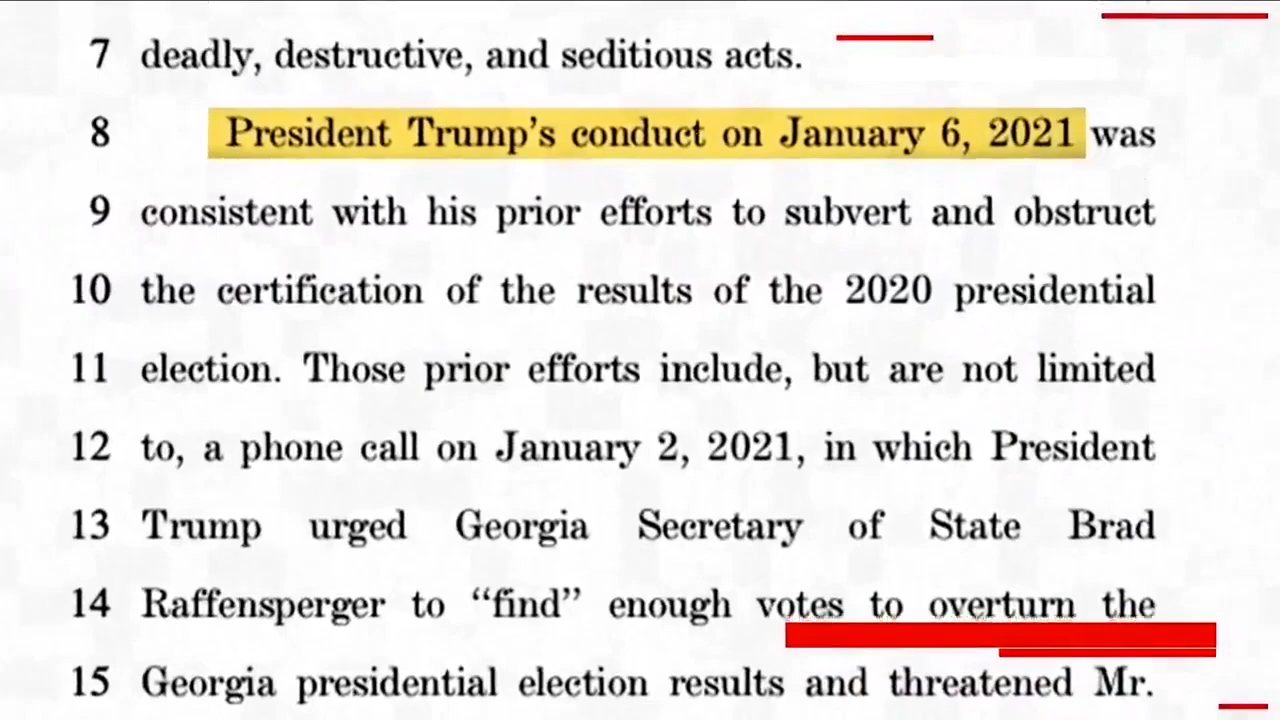 7 deadly, destructive, and seditious acts.
8 President Trump’s conduct on January 6, 2021 was
9 consistent with his prior efforts to subvert and obstruct
10 the certification of the results of the 2020 presidential
11 election. Those prior efforts include, but are not limited
12 to, a phone call on January 2, 2021, in which President
13 Trump urged Georgia Secretary of State Brad
14 Raffensperger to “find” enough votes to overturn the
15 Georgia presidential election results and threatened Mr.